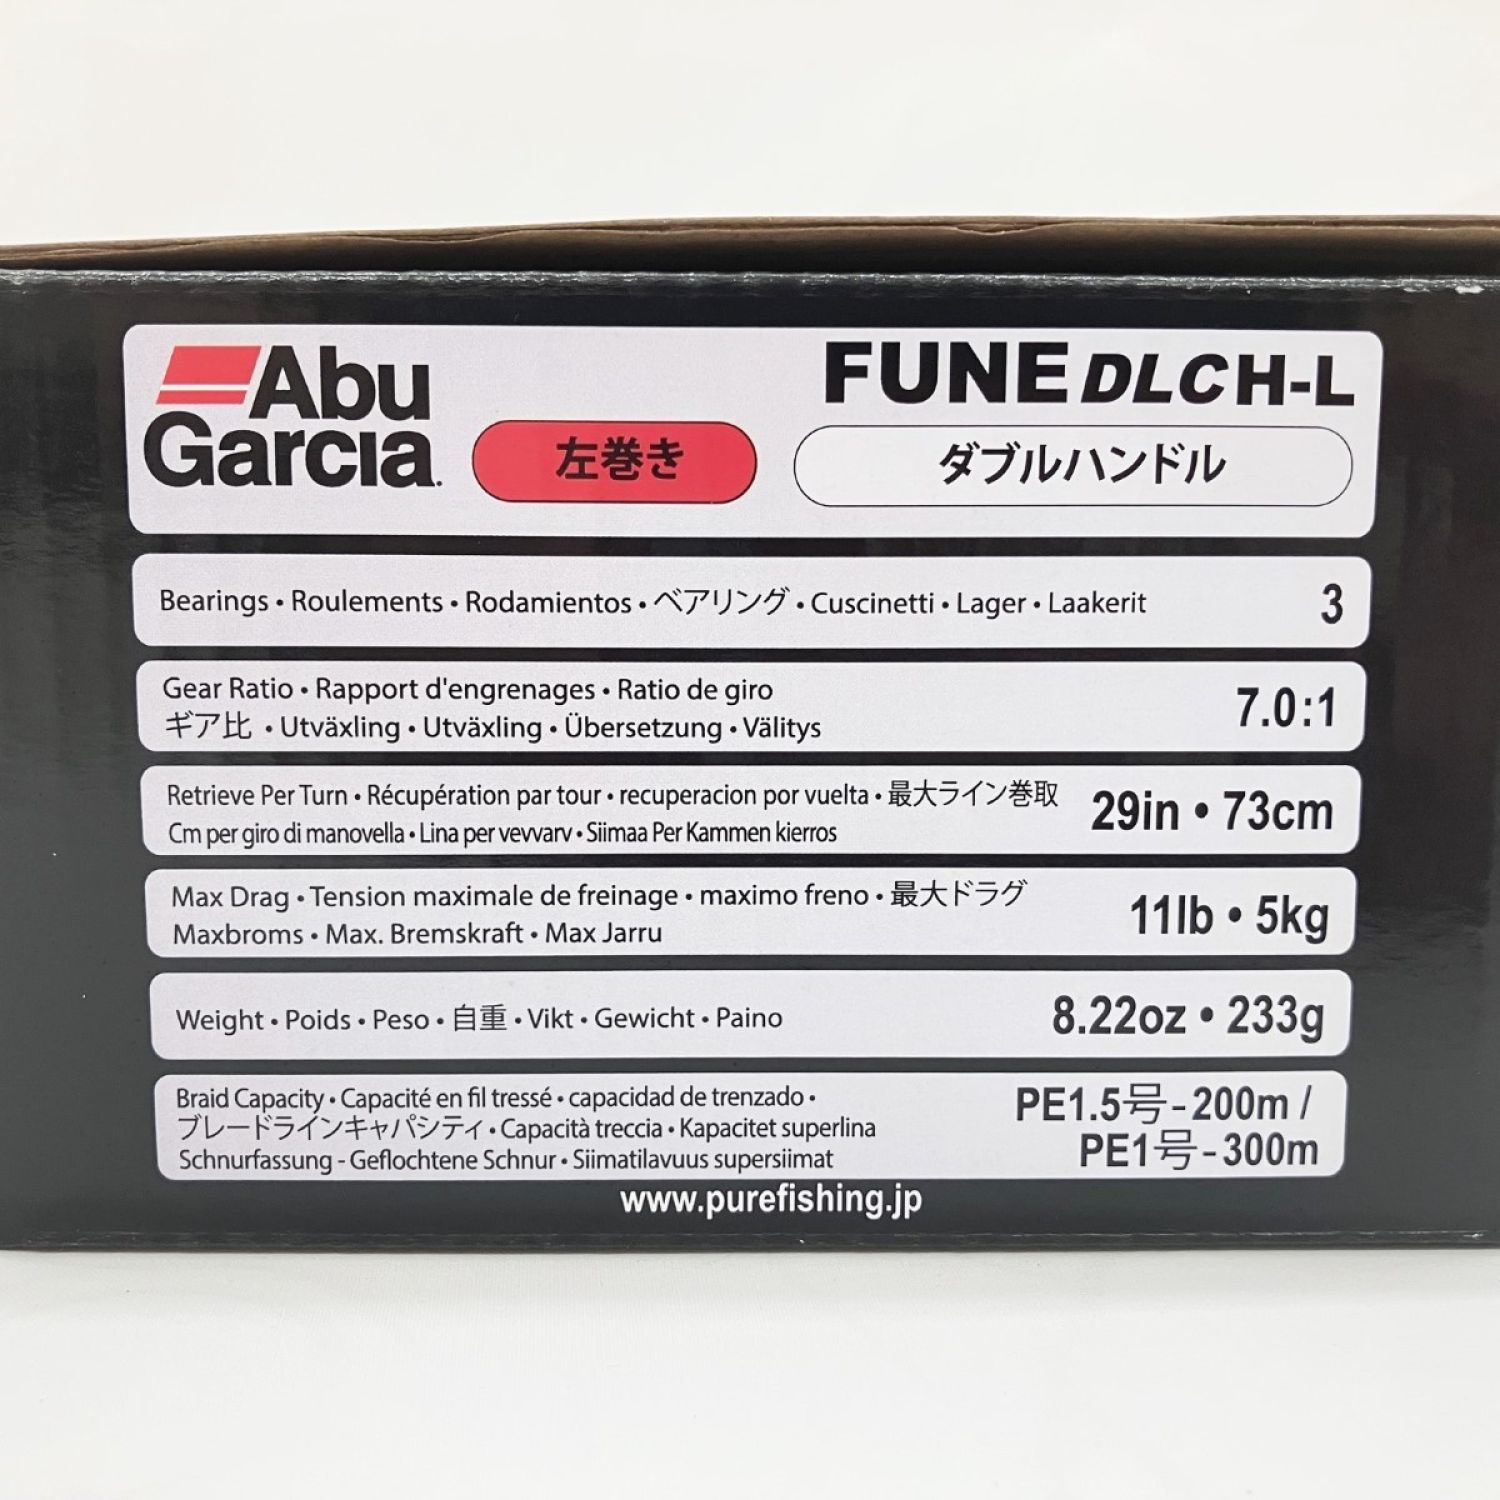 Abu
Garcia
FUNE DLC H-L
左巻き
ダブルハンドル
Bearings • Roulements • Rodamientos • ベアリング • Cuscinetti • Lager • Laakerit 3
Gear Ratio • Rapport d'engrenages • Ratio de giro
ギア比 • Utväxling • Utväxling • Übersetzung • Välitys
7.0:1
Retrieve Per Turn • Récupération par tour • recuperacion por vuelta • 最大ライン巻取
Cm per giro di manovella • Lina per vevvarv • Siimaa Per Kammen kierros
29in • 73cm
Max Drag • Tension maximale de freinage • maximo freno • 最大ドラグ
Maxbroms • Max. Bremskraft • Max Jarru
11lb • 5kg
Weight • Poids • Peso • 自重 • Vikt • Gewicht • Paino 8.22oz • 233g
Braid Capacity • Capacité en fil tressé • capacidad de trenzado •
ブレードラインキャパシティ • Capacità treccia • Kapacitet superlina
Schnurfassung - Geflochtene Schnur • Siimatilavuus supersiimat
PE1.5号-200m /
PE1号-300m
www.purefishing.jp